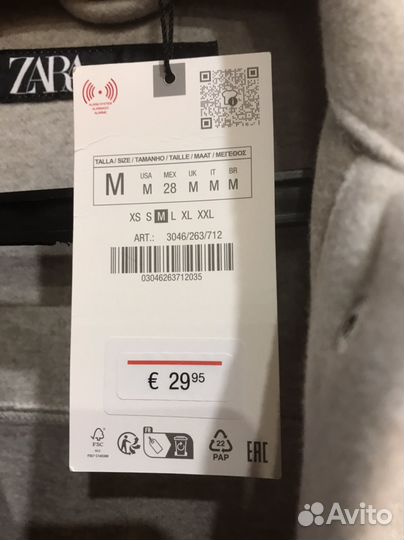 ZARA
ALARM SYSTEM
TALLA / SIZE / TAMANHO / TAILLE / MAAT / ΜΕΓΕΘΟΣ
M USA M MEX 28 UK M IT M BR M
XS S M L XL XXL
ART.: 3046/263/712
03046263712035
€ 29 95
FSC
FR
22
PAP
EAC
Avito